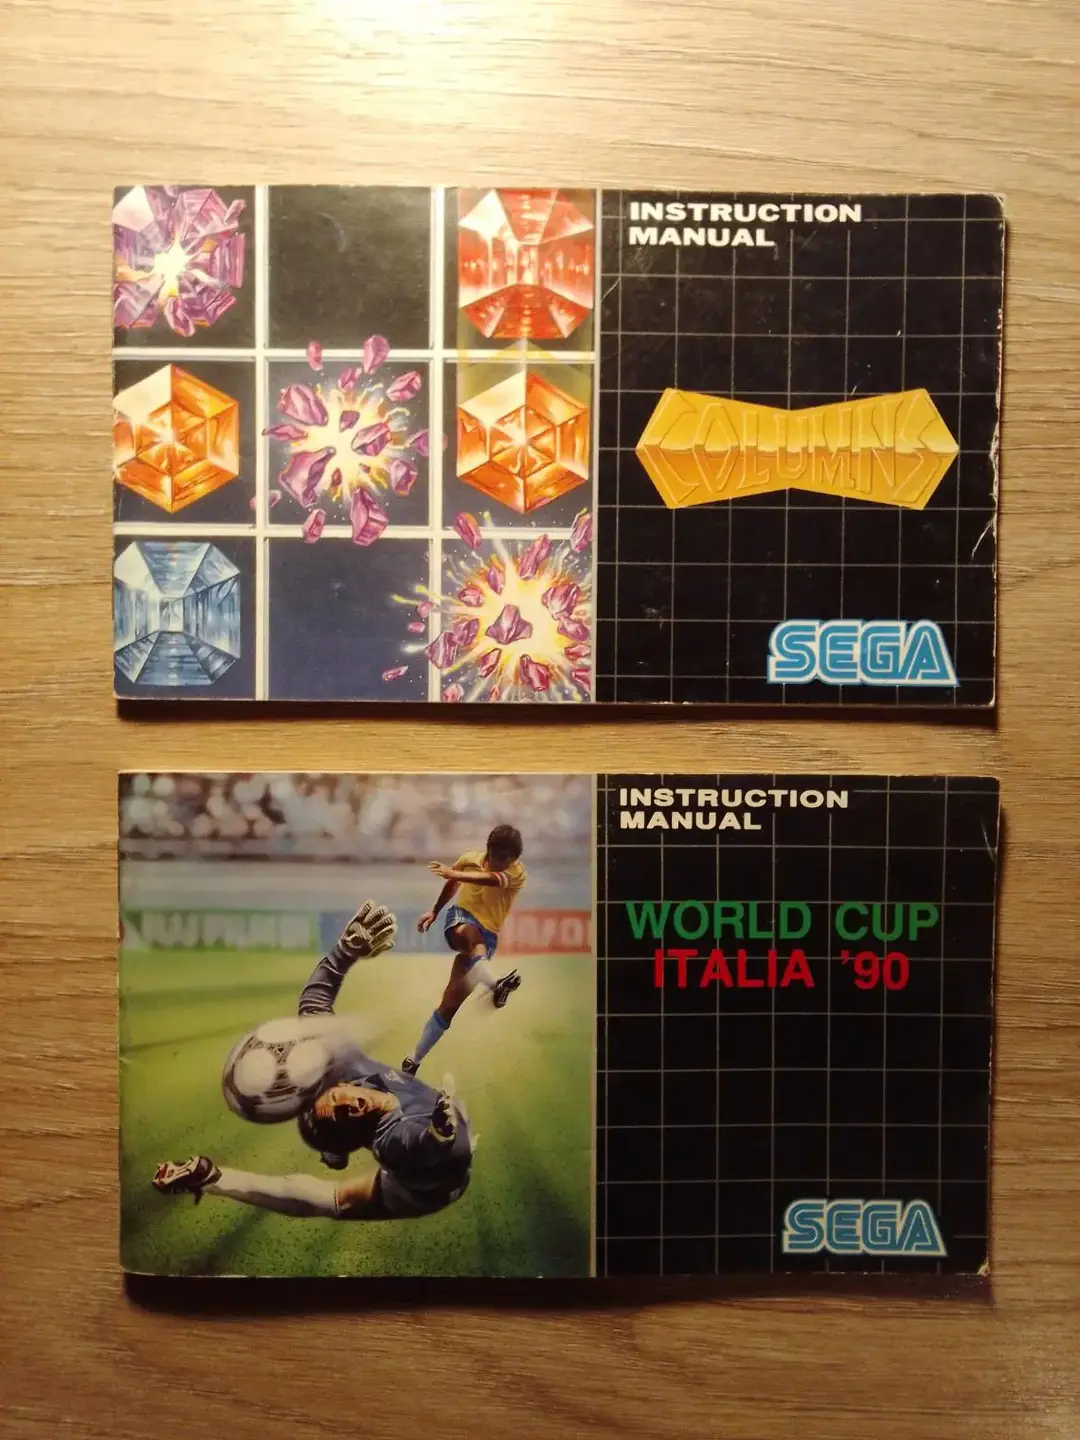 INSTRUCTION
MANUAL
COLUMNS
SEGA
INSTRUCTION
MANUAL
WORLD CUP
ITALIA '90
SEGA